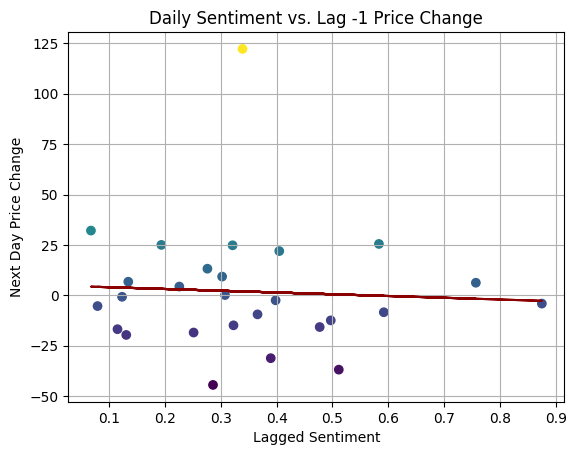 Daily Sentiment vs. Lag -1 Price Change
Next Day Price Change
125
100
75
50
25
0
−25
−50
0.1 0.2 0.3 0.4 0.5 0.6 0.7 0.8 0.9
Lagged Sentiment